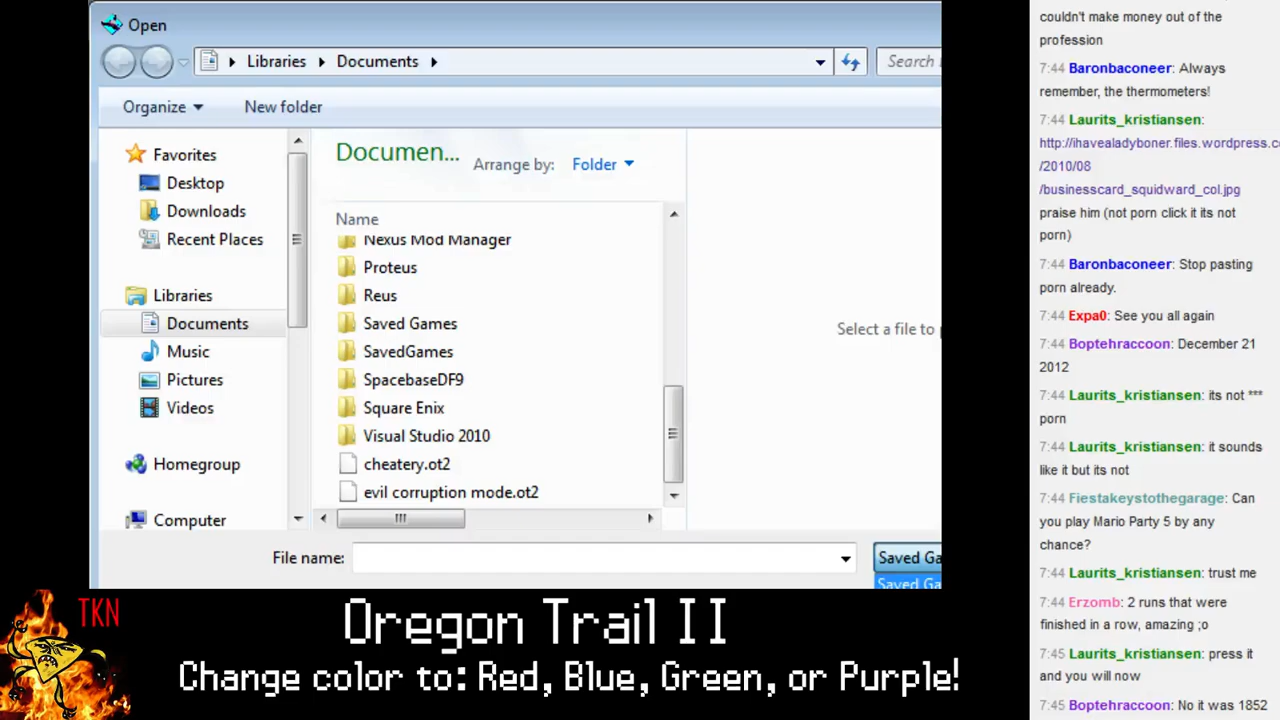 Open
Libraries Documents Search
Organize New folder
Favorites
Desktop
Downloads
Recent Places
Libraries
Documents
Music
Pictures
Videos
Homegroup
Computer
Documen...
Arrange by: Folder
Name
Nexus Mod Manager
Proteus
Reus
Saved Games
SavedGames
SpacebaseDF9
Square Enix
Visual Studio 2010
cheatery.ot2
evil corruption mode.ot2
Select a file to
File name:
Saved Ga
Saved Ga
TKN
Oregon Trail II
Change color to: Red, Blue, Green, or Purple!
couldn't make money out of the
profession
7:44 Baronbaconeer: Always
remember, the thermometers!
7:44 Laurits_kristiansen:
http://ihavealadyboner.files.wordpress.c
/2010/08
/businesscard_squidward_col.jpg
praise him (not porn click it its not
porn)
7:44 Baronbaconeer: Stop pasting
porn already.
7:44 Expa0: See you all again
7:44 Boptehraccoon: December 21
2012
7:44 Laurits_kristiansen: its not ***
porn
7:44 Laurits_kristiansen: it sounds
like it but its not
7:44 Fiestakeystothegarage: Can
you play Mario Party 5 by any
chance?
7:44 Laurits_kristiansen: trust me
7:44 Erzomb: 2 runs that were
finished in a row, amazing ;o
7:45 Laurits_kristiansen: press it
and you will now
7:45 Boptehraccoon: No it was 1852